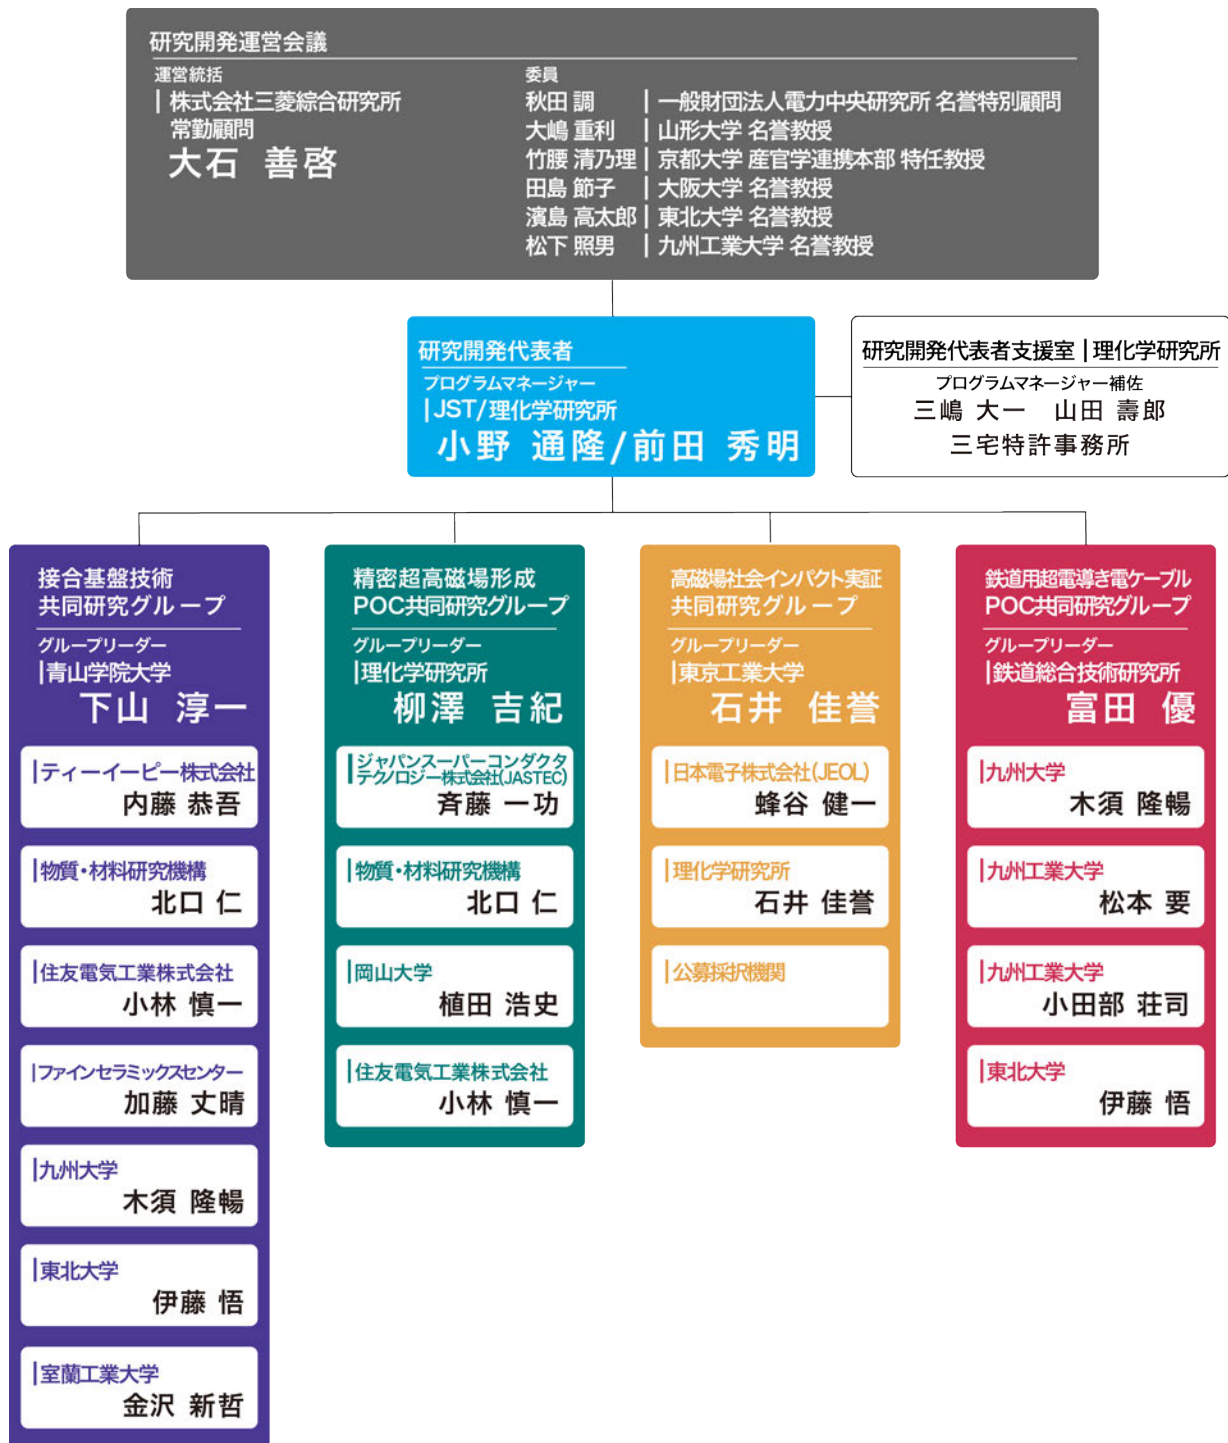 研究開発運営会議
運営統括
株式会社三菱綜合研究所
常勤顧問
大石 善啓
委員
秋田 調 | 一般財団法人電力中央研究所 名誉特別顧問
大嶋 重利 | 山形大学 名誉教授
竹腰 清乃理 | 京都大学 産官学連携本部 特任教授
田島 節子 | 大阪大学 名誉教授
濱島 高太郎 | 東北大学 名誉教授
松下 照男 | 九州工業大学 名誉教授
研究開発代表者
プログラムマネージャー
JST/理化学研究所
小野 通隆/前田 秀明
研究開発代表者支援室 | 理化学研究所
プログラムマネージャー補佐
三嶋 大一 山田 壽郎
三宅特許事務所
接合基盤技術
共同研究グループ
グループリーダー
青山学院大学
下山 淳一
ティーイーピー株式会社
内藤 恭吾
物質・材料研究機構
北口 仁
住友電気工業株式会社
小林 慎一
ファインセラミックスセンター
加藤 丈晴
九州大学
木須 隆暢
東北大学
伊藤 悟
室蘭工業大学
金沢 新哲
精密超高磁場形成
POC共同研究グループ
グループリーダー
理化学研究所
柳澤 吉紀
ジャパンスーパーコンダクタ
テクノロジー株式会社(JASTEC)
斉藤 一功
物質・材料研究機構
北口 仁
岡山大学
植田 浩史
住友電気工業株式会社
小林 慎一
高磁場社会インパクト実証
共同研究グループ
グループリーダー
東京工業大学
石井 佳誉
日本電子株式会社(JEOL)
蜂谷 健一
理化学研究所
石井 佳誉
公募採択機関
鉄道用超電導き電ケーブル
POC共同研究グループ
グループリーダー
鉄道総合技術研究所
富田 優
九州大学
木須 隆暢
九州工業大学
松本 要
九州工業大学
小田部 荘司
東北大学
伊藤 悟